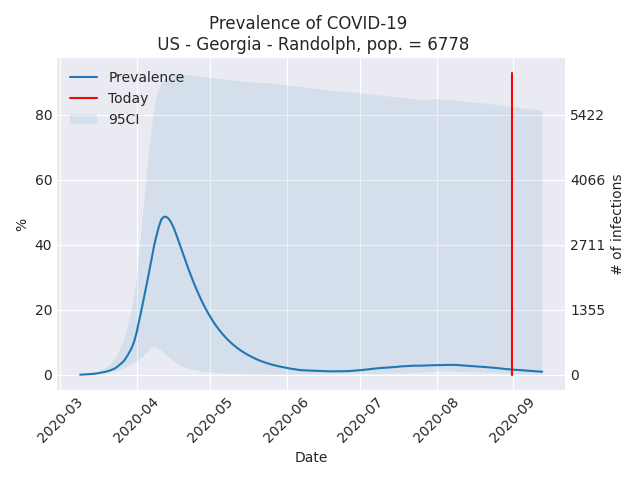 Prevalence of COVID-19
US - Georgia - Randolph, pop. = 6778
Prevalence
Today
95CI
80
60
40
20
0
%
5422
4066
2711
1355
0
# of infections
2020-03
2020-04
2020-05
2020-06
2020-07
2020-08
2020-09
Date